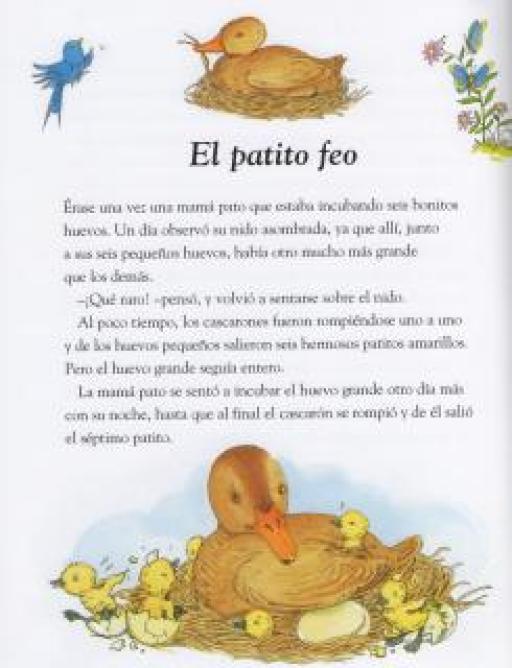 El patito feo
Érase una vez una mamá pato que estaba incubando seis bonitos
huevos. Un día observó su nido asombrada, ya que allí, junto
a sus seis pequeños huevos, había otro mucho más grande
que los demás.
–¡Qué raro! –pensó, y volvió a sentarse sobre el nido.
Al poco tiempo, los cascarones fueron rompiéndose uno a uno
y de los huevos pequeños salieron seis hermosos patitos amarillos.
Pero el huevo grande seguía entero.
La mamá pato se sentó a incubar el huevo grande otro día más
con su noche, hasta que al final el cascarón se rompió y de él salió
el séptimo patito.